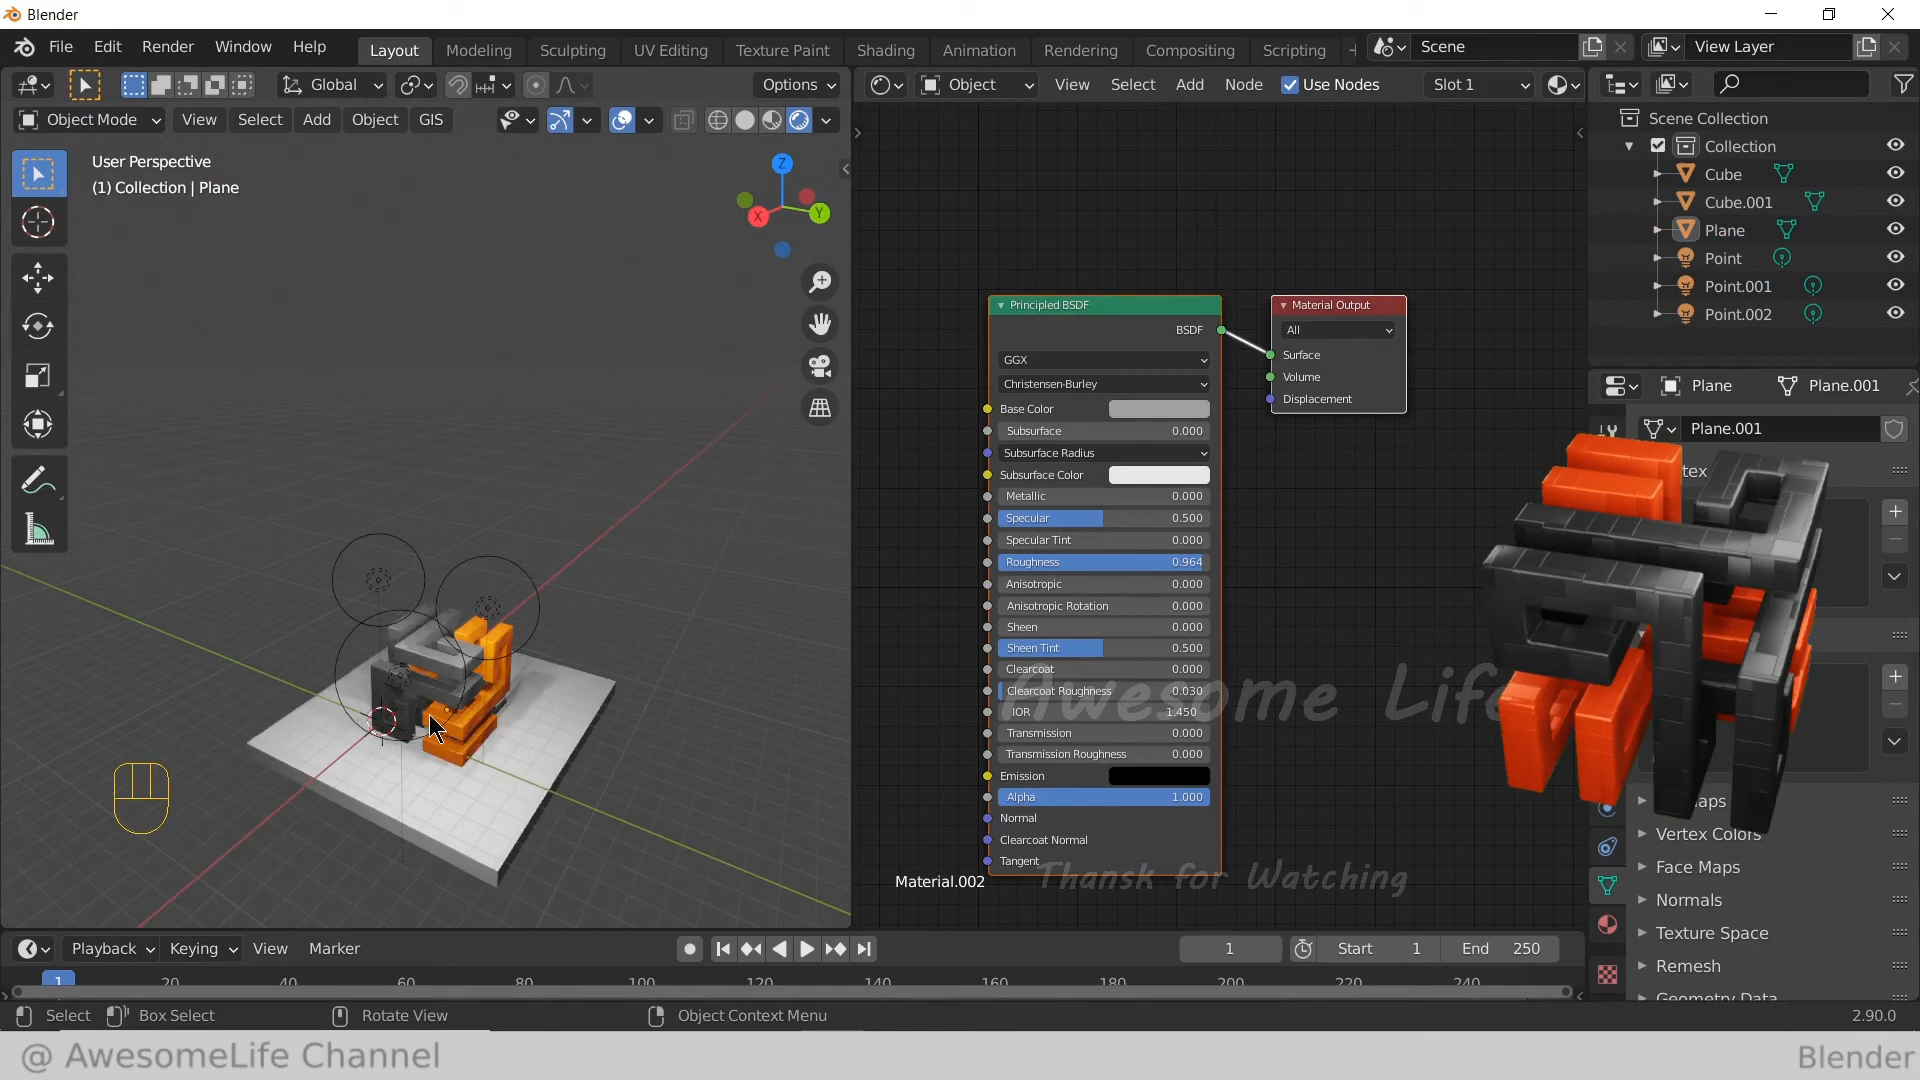 Blender
File Edit Render Window Help Layout Modeling Sculpting UV Editing Texture Paint Shading Animation Rendering Compositing Scripting Scene View Layer
Global Options Object View Select Add Node Use Nodes Slot 1
Object Mode View Select Add Object GIS
User Perspective
(1) Collection | Plane
Z
X
Y
Principled BSDF
BSDF
GGX
Christensen-Burley
Base Color
Subsurface 0.000
Subsurface Radius
Subsurface Color
Metallic 0.000
Specular 0.500
Specular Tint 0.000
Roughness 0.964
Anisotropic 0.000
Anisotropic Rotation 0.000
Sheen 0.000
Sheen Tint 0.500
Clearcoat 0.000
Clearcoat Roughness 0.030
IOR 1.450
Transmission 0.000
Transmission Roughness 0.000
Emission
Alpha 1.000
Normal
Clearcoat Normal
Tangent
Material Output
All
Surface
Volume
Displacement
Material.002
Awesome Life
Thansk for Watching
Scene Collection
Collection
Cube
Cube.001
Plane
Point
Point.001
Point.002
Plane Plane.001
Plane.001
Vertex Colors
Face Maps
Normals
Texture Space
Remesh
Geometry Data
Playback Keying View Marker 1 Start 1 End 250
1 20 40 60 80 100 120 140 160 180 200 220 240
Select Box Select Rotate View Object Context Menu 2.90.0
@ AwesomeLife Channel Blender